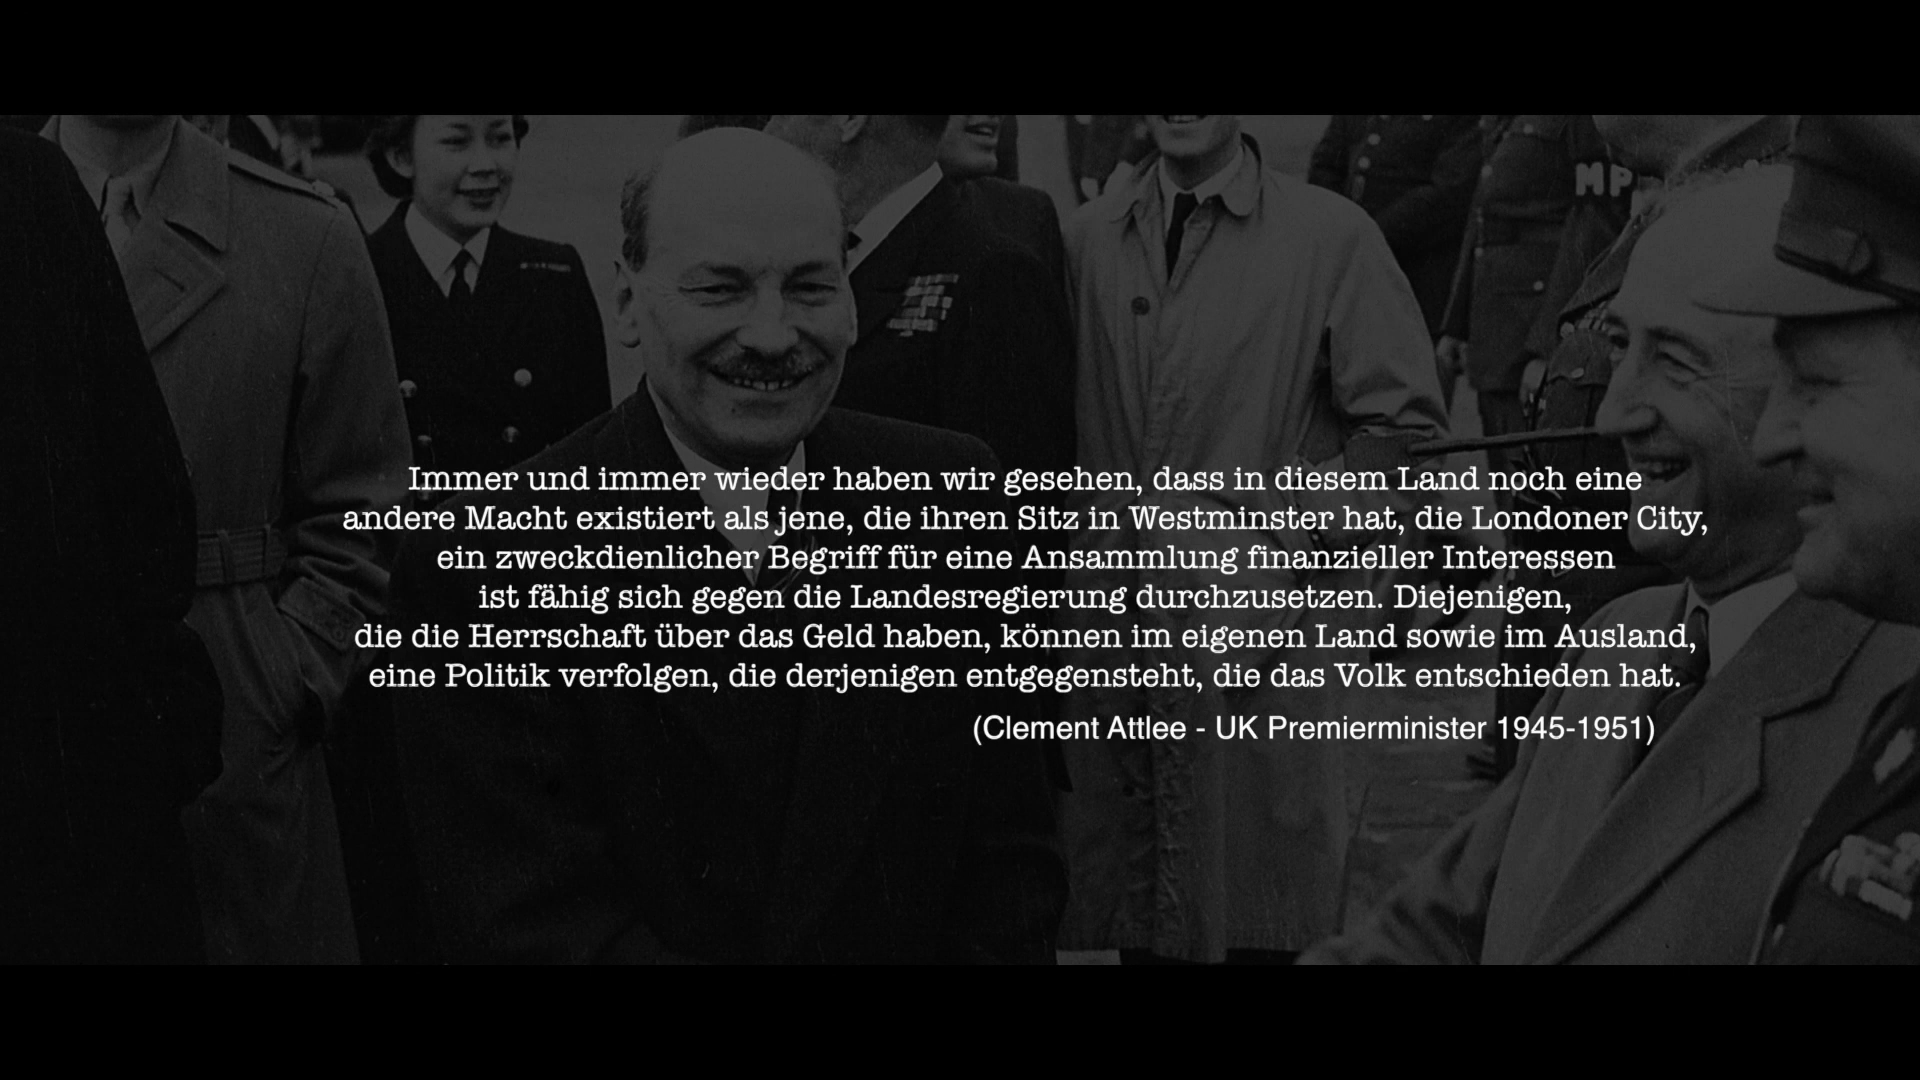 MP
Immer und immer wieder haben wir gesehen, dass in diesem Land noch eine
andere Macht existiert als jene, die ihren Sitz in Westminster hat, die Londoner City,
ein zweckdienlicher Begriff für eine Ansammlung finanzieller Interessen
ist fähig sich gegen die Landesregierung durchzusetzen. Diejenigen,
die die Herrschaft über das Geld haben, können im eigenen Land sowie im Ausland,
eine Politik verfolgen, die derjenigen entgegensteht, die das Volk entschieden hat.
(Clement Attlee - UK Premierminister 1945-1951)